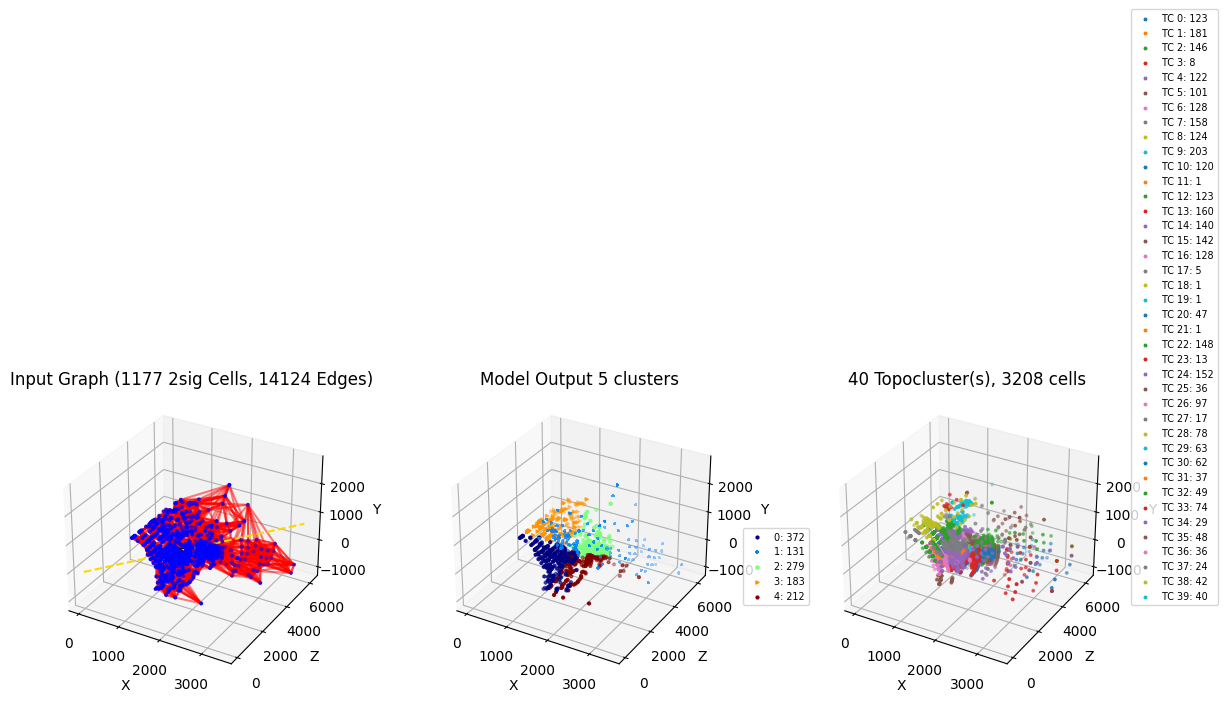 TC 0: 123
TC 1: 181
TC 2: 146
TC 3: 8
TC 4: 122
TC 5: 101
TC 6: 128
TC 7: 158
TC 8: 124
TC 9: 203
TC 10: 120
TC 11: 1
TC 12: 123
TC 13: 160
TC 14: 140
TC 15: 142
TC 16: 128
TC 17: 5
TC 18: 1
TC 19: 1
TC 20: 47
TC 21: 1
TC 22: 148
TC 23: 13
TC 24: 152
TC 25: 36
TC 26: 97
TC 27: 17
TC 28: 78
TC 29: 63
TC 30: 62
TC 31: 37
TC 32: 49
TC 33: 74
TC 34: 29
TC 35: 48
TC 36: 36
TC 37: 24
TC 38: 42
TC 39: 40
Input Graph (1177 2sig Cells, 14124 Edges)
2000
1000
0
−1000
Y
6000
4000
2000
0
Z
0
1000
2000
3000
X
Model Output 5 clusters
2000
1000
0
−1000
Y
6000
4000
2000
0
Z
0
1000
2000
3000
X
0: 372
1: 131
2: 279
3: 183
4: 212
40 Topocluster(s), 3208 cells
2000
1000
0
−1000
Y
6000
4000
2000
0
Z
0
1000
2000
3000
X